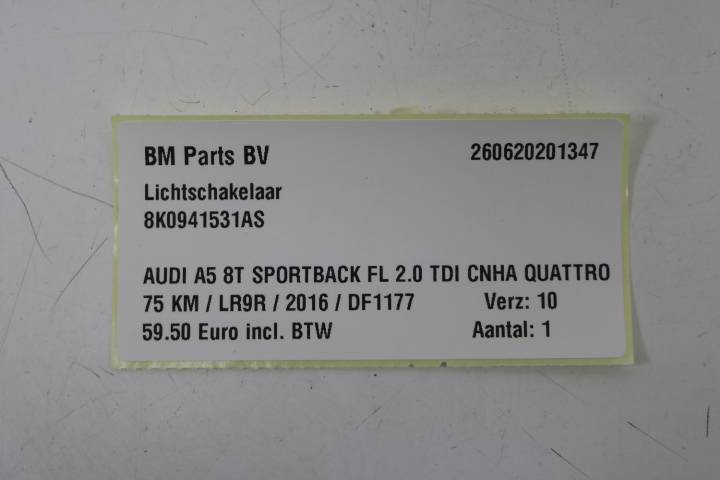 BM Parts BV 260620201347
Lichtschakelaar
8K0941531AS
AUDI A5 8T SPORTBACK FL 2.0 TDI CNHA QUATTRO
75 KM / LR9R / 2016 / DF1177 Verz: 10
59.50 Euro incl. BTW Aantal: 1